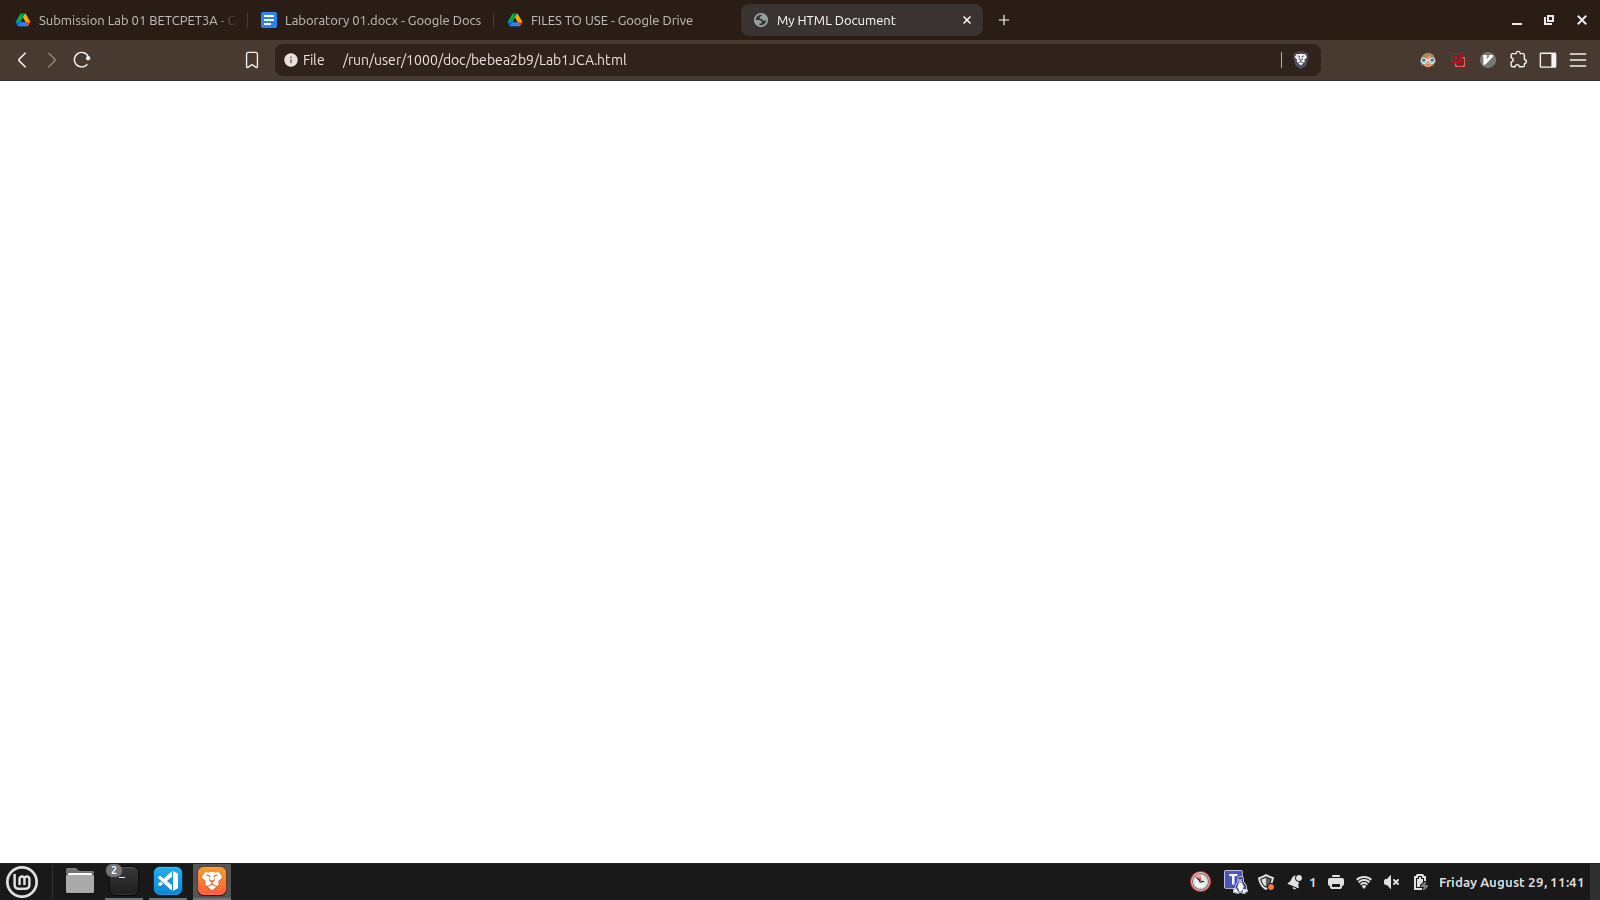 Submission Lab 01 BETCPET3A - G
Laboratory 01.docx - Google Docs
FILES TO USE - Google Drive
My HTML Document
File
/run/user/1000/doc/bebea2b9/Lab1JCA.html
2
T
1
Friday August 29, 11:41